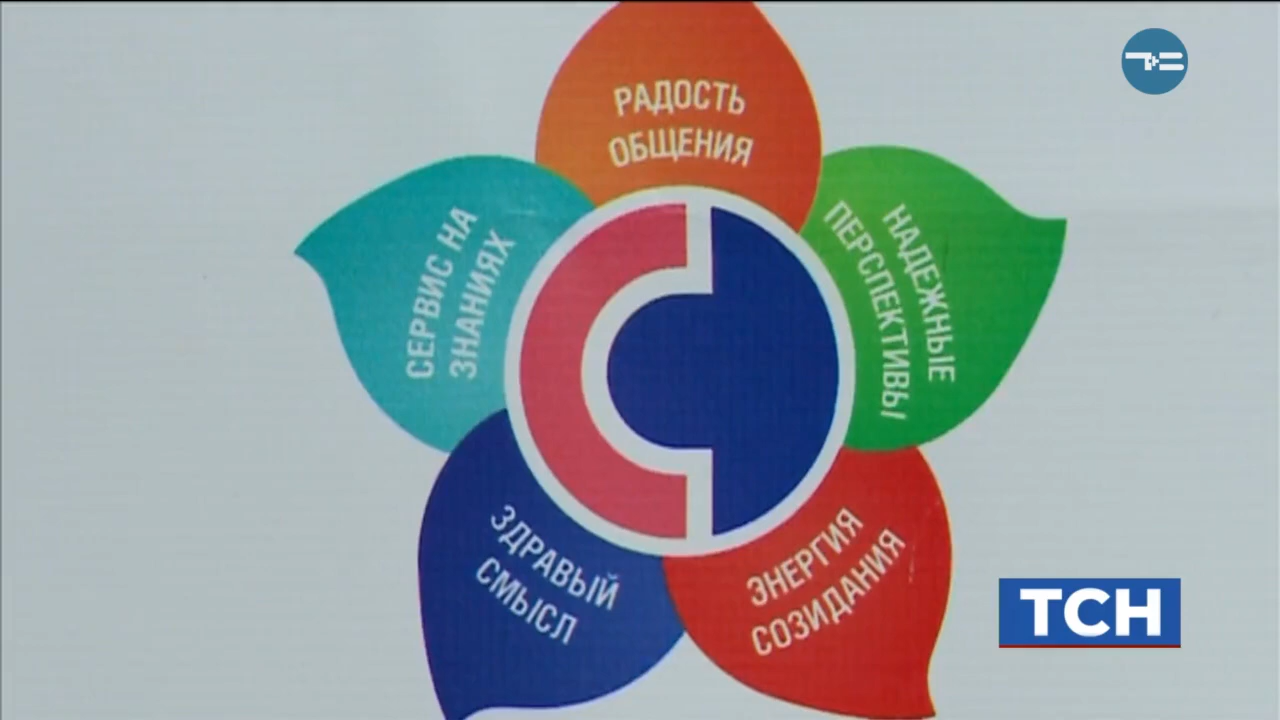 РАДОСТЬ
ОБЩЕНИЯ
НАДЕЖНЫЕ
ПЕРСПЕКТИВЫ
СЕРВИС НА
ЗНАНИЯХ
ЗДРАВЫЙ
СМЫСЛ
ЭНЕРГИЯ
СОЗИДАНИЯ
ТСН